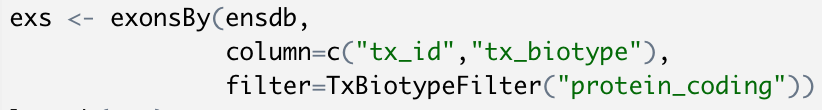 exs <- exonsBy(ensdb,
               column=c("tx_id","tx_biotype"),
               filter=TxBiotypeFilter("protein_coding"))